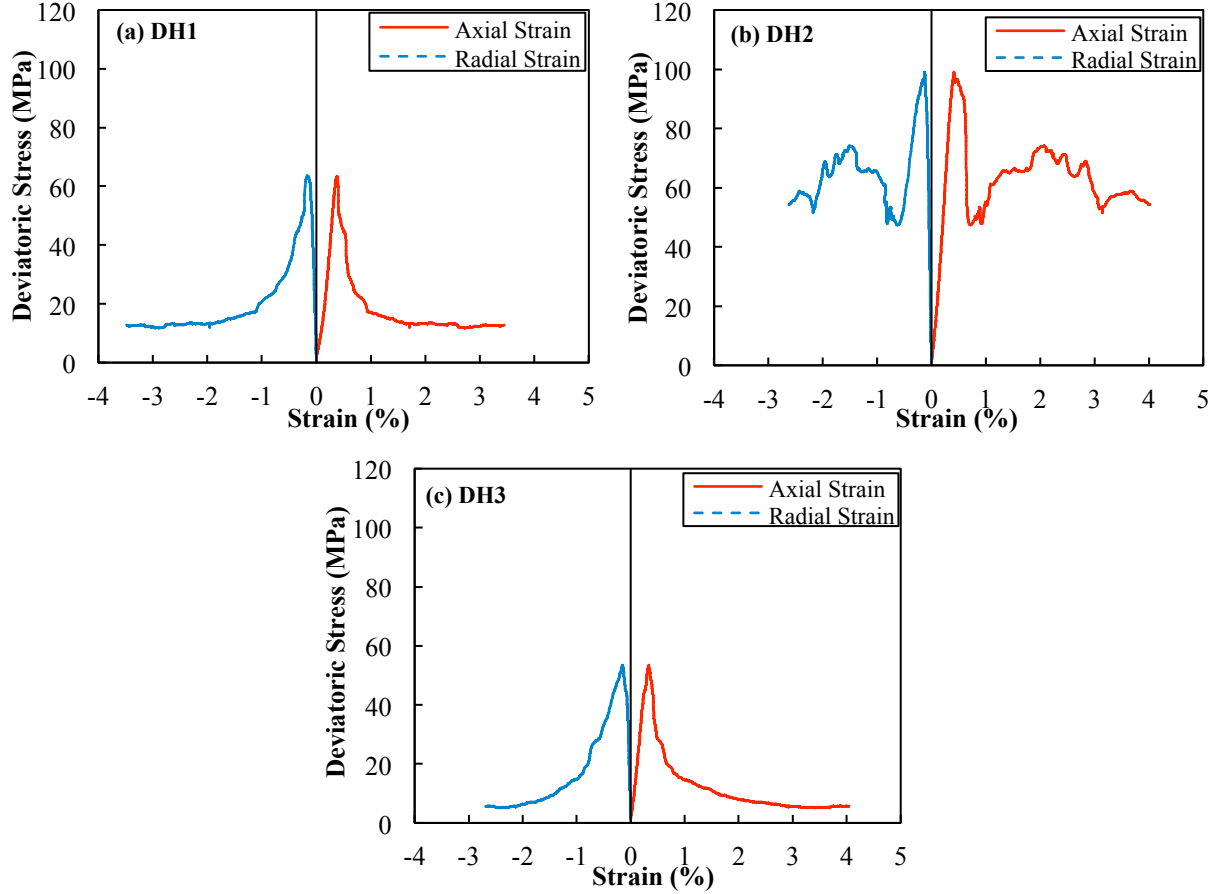 (a) DH1
Axial Strain
Radial Strain
Deviatoric Stress (MPa)
120
100
80
60
40
20
0
-4 -3 -2 -1 0 1 2 3 4 5
Strain (%)
(b) DH2
Axial Strain
Radial Strain
Deviatoric Stress (MPa)
120
100
80
60
40
20
0
-4 -3 -2 -1 0 1 2 3 4 5
Strain (%)
(c) DH3
Axial Strain
Radial Strain
Deviatoric Stress (MPa)
120
100
80
60
40
20
0
-4 -3 -2 -1 0 1 2 3 4 5
Strain (%)